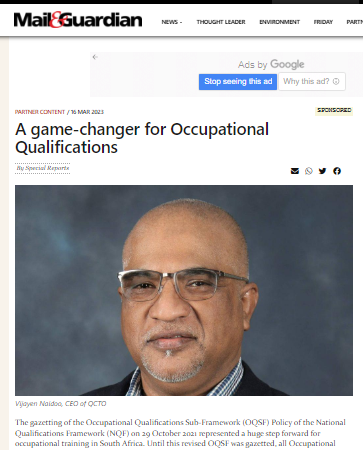 Mail&Guardian
NEWS
THOUGHT LEADER
ENVIRONMENT
FRIDAY
PARTN
Ads by Google
Stop seeing this ad
Why this ad?
PARTNER CONTENT / 16 MAR 2023
SPONSORED
A game-changer for Occupational
Qualifications
By Special Reports
Vijayen Naidoo, CEO of QCTO
The gazetting of the Occupational Qualifications Sub-Framework (OQSF) Policy of the National
Qualifications Framework (NQF) on 29 October 2021 represented a huge step forward for
occupational training in South Africa. Until this revised OQSF was gazetted, all Occupational